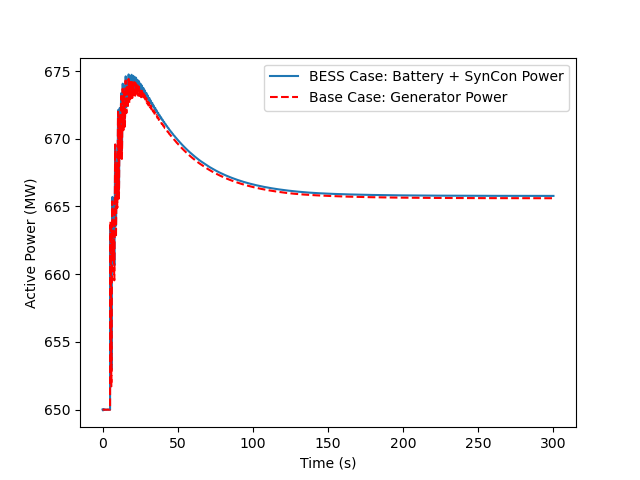 675
670
665
660
655
650
Active Power (MW)
BESS Case: Battery + SynCon Power
Base Case: Generator Power
0 50 100 150 200 250 300
Time (s)